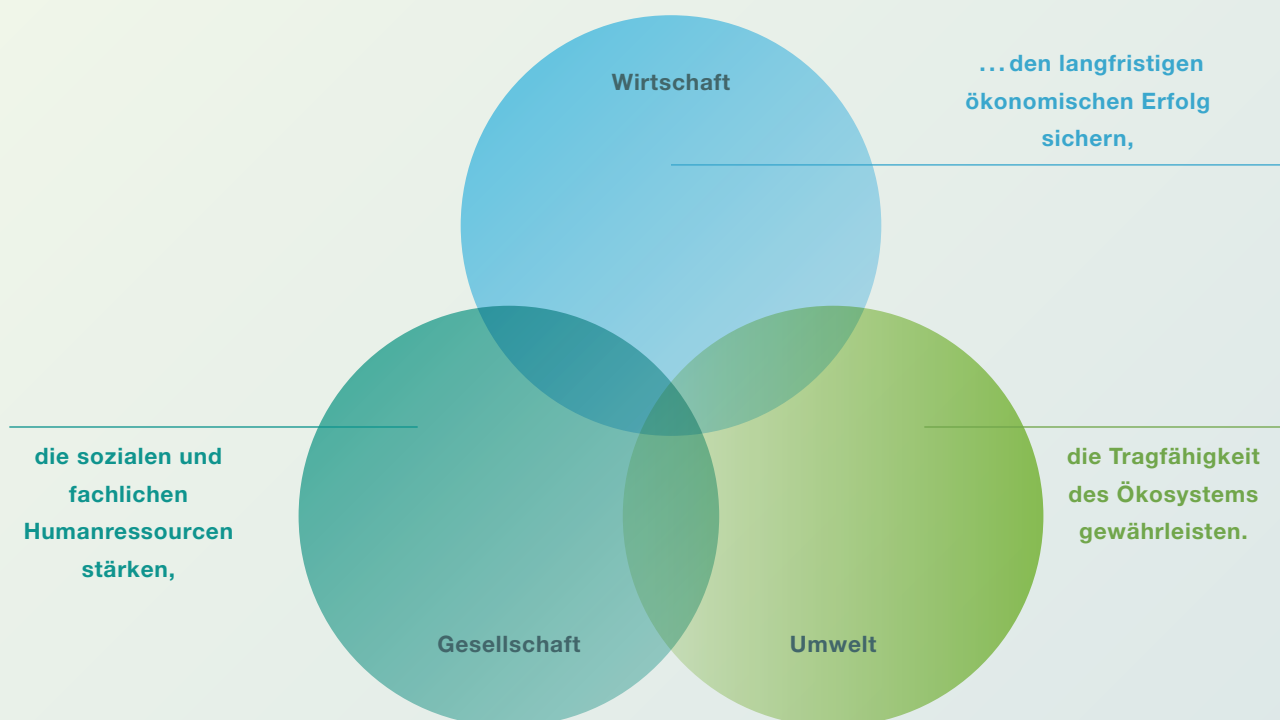 Wirtschaft
...den langfristigen
ökonomischen Erfolg
sichern,
die sozialen und
fachlichen
Humanressourcen
stärken,
die Tragfähigkeit
des Ökosystems
gewährleisten.
Gesellschaft
Umwelt